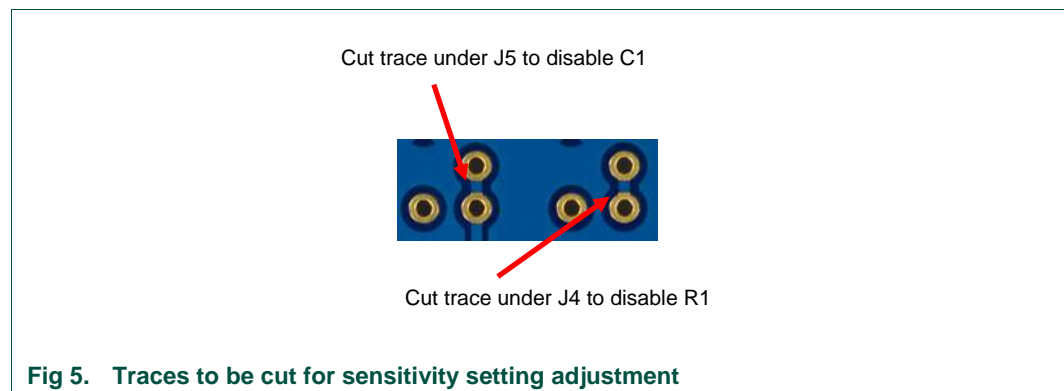 Cut trace under J5 to disable C1
Cut trace under J4 to disable R1
Fig 5. Traces to be cut for sensitivity setting adjustment